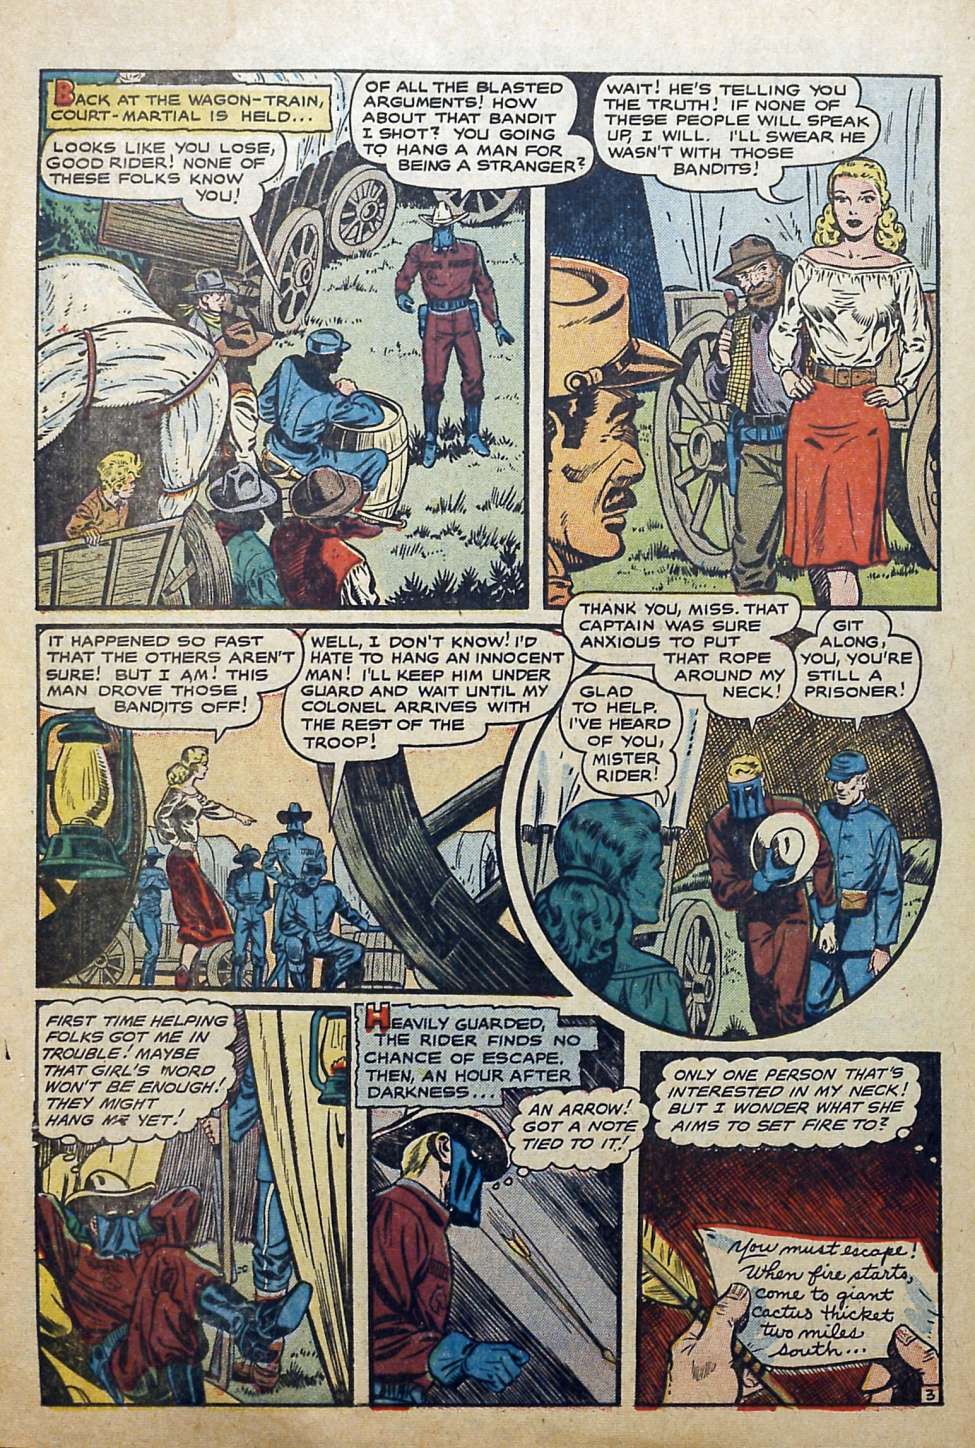 BACK AT THE WAGON-TRAIN,
COURT-MARTIAL IS HELD...
LOOKS LIKE YOU LOSE,
GOOD RIDER! NONE OF
THESE FOLKS KNOW
YOU!
OF ALL THE BLASTED
ARGUMENTS! HOW
ABOUT THAT BANDIT
I SHOT? YOU GOING
TO HANG A MAN FOR
BEING A STRANGER?
WAIT! HE'S TELLING YOU
THE TRUTH! IF NONE OF
THESE PEOPLE WILL SPEAK
UP, I WILL. I'LL SWEAR HE
WASN'T WITH THOSE
BANDITS!
IT HAPPENED SO FAST
THAT THE OTHERS AREN'T
SURE! BUT I AM! THIS
MAN DROVE THOSE
BANDITS OFF!
WELL, I DON'T KNOW! I'D
HATE TO HANG AN INNOCENT
MAN! I'LL KEEP HIM UNDER
GUARD AND WAIT UNTIL MY
COLONEL ARRIVES WITH
THE REST OF THE
TROOP!
GLAD
TO HELP.
I'VE HEARD
OF YOU,
MISTER
RIDER!
THANK YOU, MISS. THAT
CAPTAIN WAS SURE
ANXIOUS TO PUT
THAT ROPE
AROUND MY
NECK!
GIT
ALONG,
YOU, YOU'RE
STILL A
PRISONER!
FIRST TIME HELPING
FOLKS GOT ME IN
TROUBLE! MAYBE
THAT GIRL'S WORD
WON'T BE ENOUGH!
THEY MIGHT
HANG ME YET!
HEAVILY GUARDED,
THE RIDER FINDS NO
CHANCE OF ESCAPE.
THEN, AN HOUR AFTER
DARKNESS...
AN ARROW!
GOT A NOTE
TIED TO IT!
ONLY ONE PERSON THAT'S
INTERESTED IN MY NECK!
BUT I WONDER WHAT SHE
AIMS TO SET FIRE TO?
You must escape!
When fire starts,
come to giant
cactus thicket
two miles
south...
3